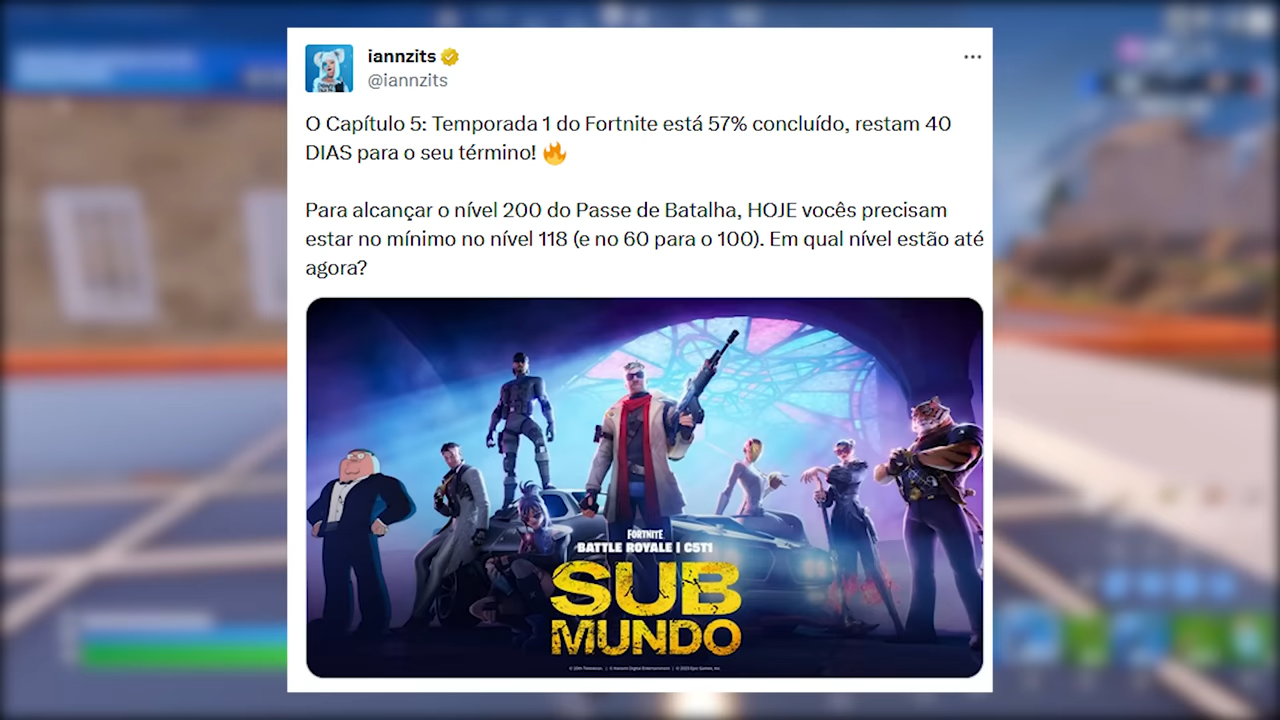 iannzits
@iannzits
O Capítulo 5: Temporada 1 do Fortnite está 57% concluído, restam 40
DIAS para o seu término! 🔥
Para alcançar o nível 200 do Passe de Batalha, HOJE vocês precisam
estar no mínimo no nível 118 (e no 60 para o 100). Em qual nível estão até
agora?
FORTNITE
BATTLE ROYALE | C5T1
SUB
MUNDO